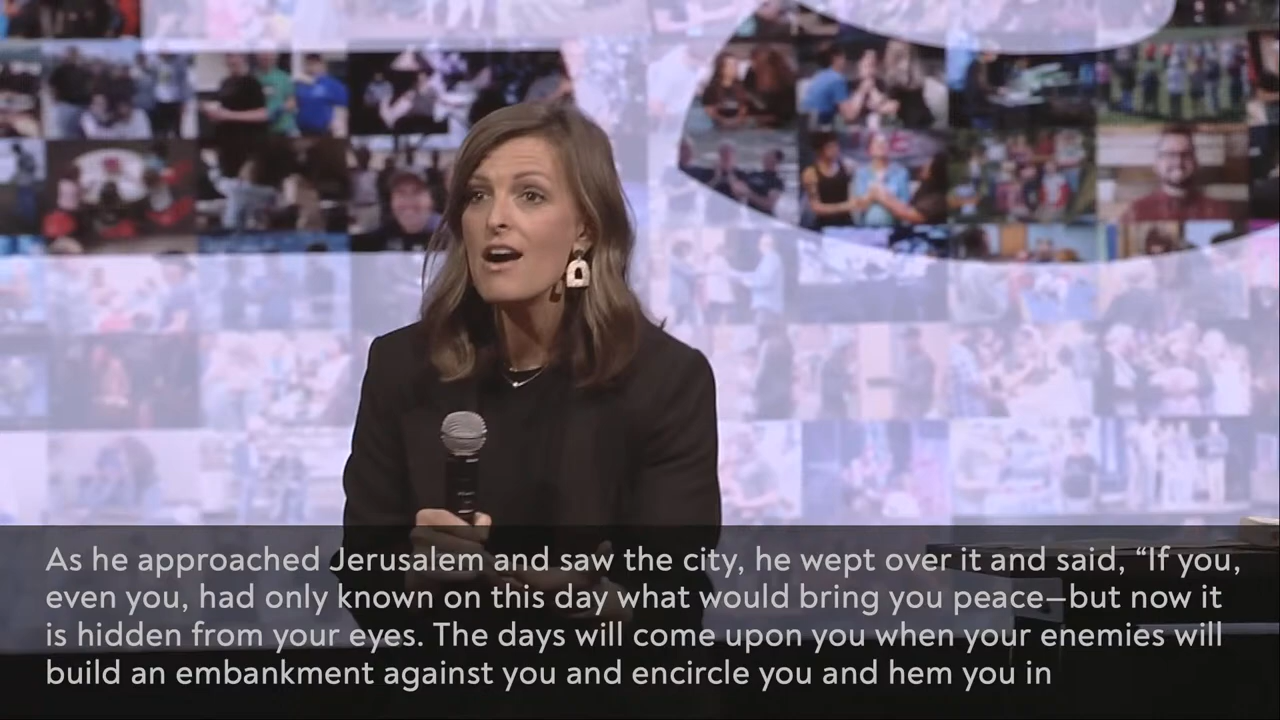 As he approached Jerusalem and saw the city, he wept over it and said, “If you,
even you, had only known on this day what would bring you peace—but now it
is hidden from your eyes. The days will come upon you when your enemies will
build an embankment against you and encircle you and hem you in